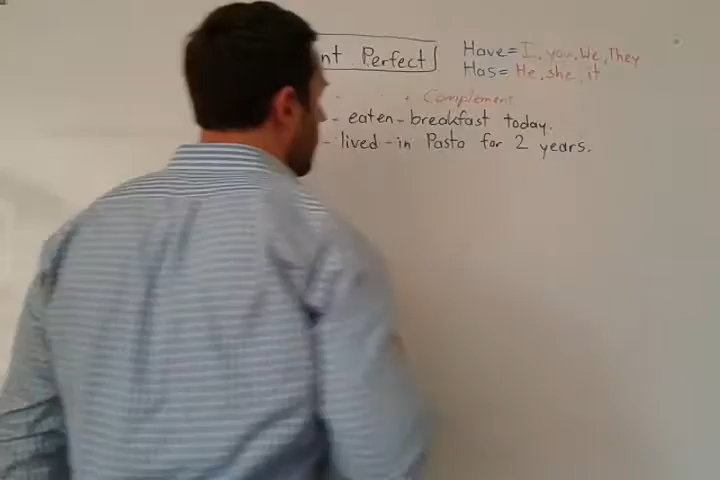 nt Perfect
Have = I, you, We, They
Has = He, she, it
+ Complement
- eaten - breakfast today.
- lived - in Pasto for 2 years.